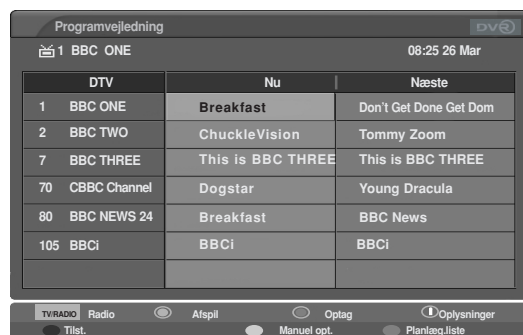 Programvejledning DVR
1 BBC ONE 08:25 26 Mar
DTV Nu Næste
1 BBC ONE Breakfast Don't Get Done Get Dom
2 BBC TWO ChuckleVision Tommy Zoom
7 BBC THREE This is BBC THREE This is BBC THREE
70 CBBC Channel Dogstar Young Dracula
80 BBC NEWS 24 Breakfast BBC News
105 BBCi BBCi BBCi
TV/RADIO Radio Afspil Optag Oplysninger
Tilst. Manuel opt. Planlæg.liste